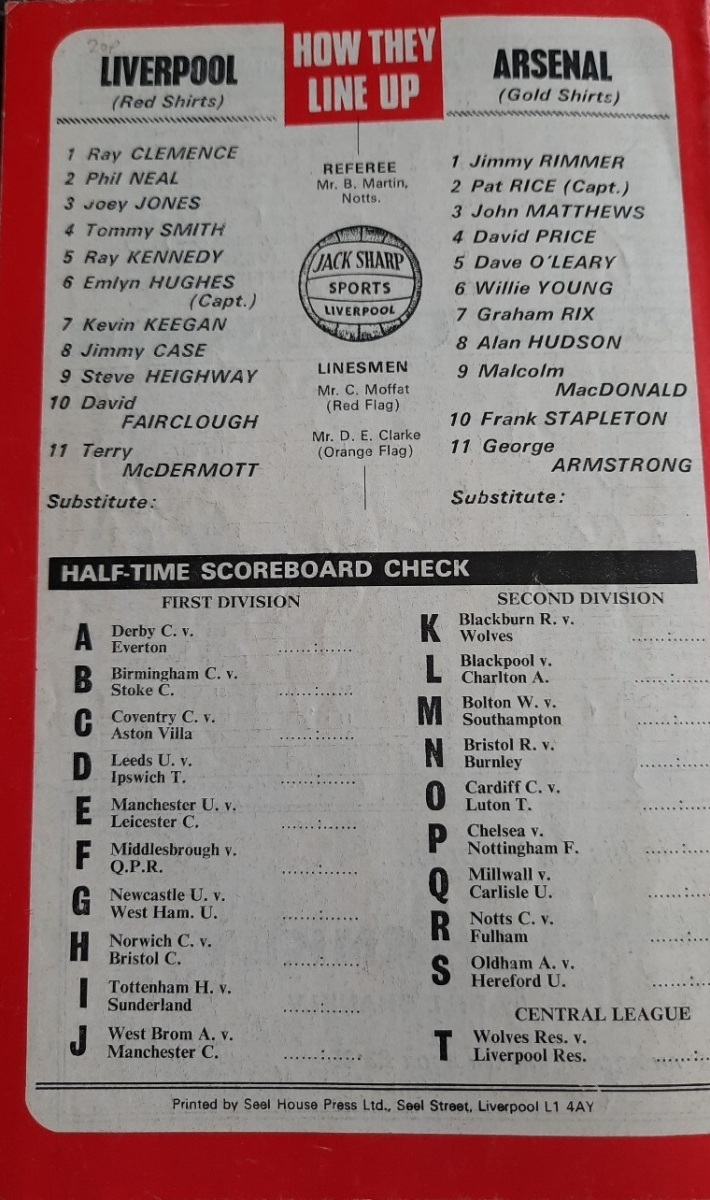 20p
HOW THEY
LINE UP
LIVERPOOL
(Red Shirts)
1 Ray CLEMENCE
2 Phil NEAL
3 Joey JONES
4 Tommy SMITH
5 Ray KENNEDY
6 Emlyn HUGHES
(Capt.)
7 Kevin KEEGAN
8 Jimmy CASE
9 Steve HEIGHWAY
10 David
FAIRCLOUGH
11 Terry
McDERMOTT
Substitute:
REFEREE
Mr. B. Martin,
Notts.
JACK SHARP
SPORTS
LIVERPOOL
LINESMEN
Mr. C. Moffat
(Red Flag)
Mr. D. E. Clarke
(Orange Flag)
ARSENAL
(Gold Shirts)
1 Jimmy RIMMER
2 Pat RICE (Capt.)
3 John MATTHEWS
4 David PRICE
5 Dave O'LEARY
6 Willie YOUNG
7 Graham RIX
8 Alan HUDSON
9 Malcolm
MacDONALD
10 Frank STAPLETON
11 George
ARMSTRONG
Substitute:
HALF-TIME SCOREBOARD CHECK
FIRST DIVISION
A Derby C. v.
Everton ......:......
B Birmingham C. v.
Stoke C. ......:......
C Coventry C. v.
Aston Villa ......:......
D Leeds U. v.
Ipswich T. ......:......
E Manchester U. v.
Leicester C. ......:......
F Middlesbrough v.
Q.P.R. ......:......
G Newcastle U. v.
West Ham. U. ......:......
H Norwich C. v.
Bristol C. ......:......
I Tottenham H. v.
Sunderland ......:......
J West Brom A. v.
Manchester C. ......:......
SECOND DIVISION
K Blackburn R. v.
Wolves ......:......
L Blackpool v.
Charlton A. ......:......
M Bolton W. v.
Southampton ......:......
N Bristol R. v.
Burnley ......:......
O Cardiff C. v.
Luton T. ......:......
P Chelsea v.
Nottingham F. ......:......
Q Millwall v.
Carlisle U. ......:......
R Notts C. v.
Fulham ......:......
S Oldham A. v.
Hereford U. ......:......
CENTRAL LEAGUE
T Wolves Res. v.
Liverpool Res. ......:..
Printed by Seel House Press Ltd., Seel Street, Liverpool L1 4AY